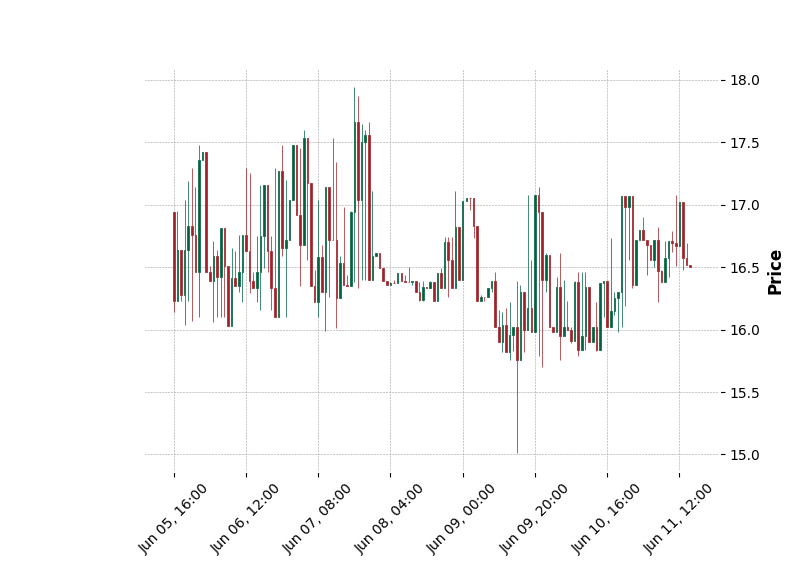 18.0
17.5
17.0
16.5
16.0
15.5
15.0
Price
Jun 05, 16:00
Jun 06, 12:00
Jun 07, 08:00
Jun 08, 04:00
Jun 09, 00:00
Jun 09, 20:00
Jun 10, 16:00
Jun 11, 12:00